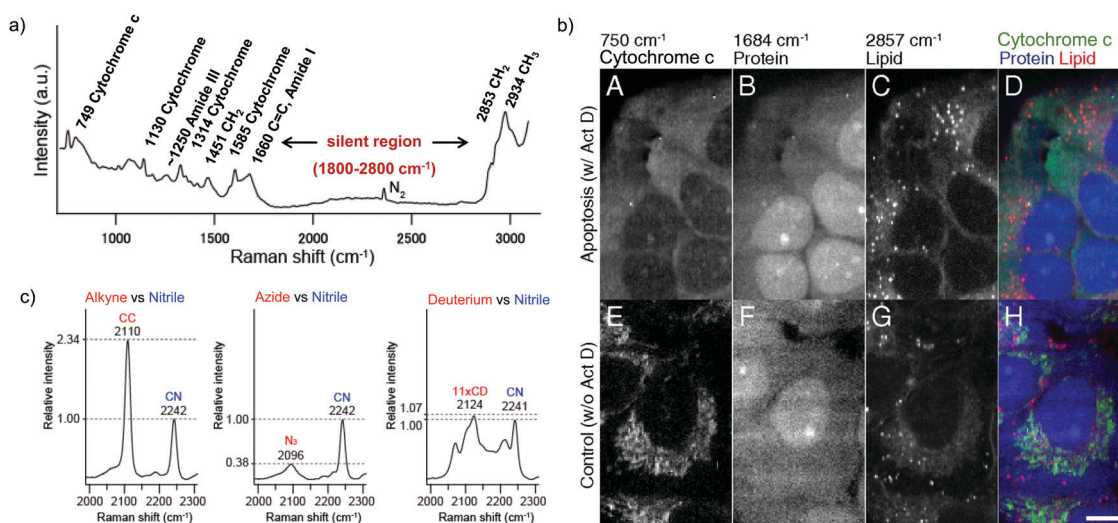 a)
Intensity (a.u.)
749 Cytochrome c
1130 Cytochrome
~1250 Amide III
1314 Cytochrome
1451 CH2
1585 Cytochrome
1660 C=C, Amide I
silent region
(1800-2800 cm-1)
N2
2853 CH2
2934 CH3
1000 1500 2000 2500 3000
Raman shift (cm-1)
b)
750 cm-1 1684 cm-1 2857 cm-1 Cytochrome c
Cytochrome c Protein Lipid Protein Lipid
Apoptosis (w/ Act D)
A B C D
Control (w/o Act D)
E F G H
c)
Alkyne vs Nitrile
Relative intensity
CC
2110
2.34
CN
2242
1.00
2000 2100 2200 2300
Raman shift (cm-1)
Azide vs Nitrile
Relative intensity
CN
2242
1.00
N3
2096
0.38
2000 2100 2200 2300
Raman shift (cm-1)
Deuterium vs Nitrile
Relative intensity
11xCD
2124
CN
2241
1.07
1.00
2000 2100 2200 2300
Raman shift (cm-1)